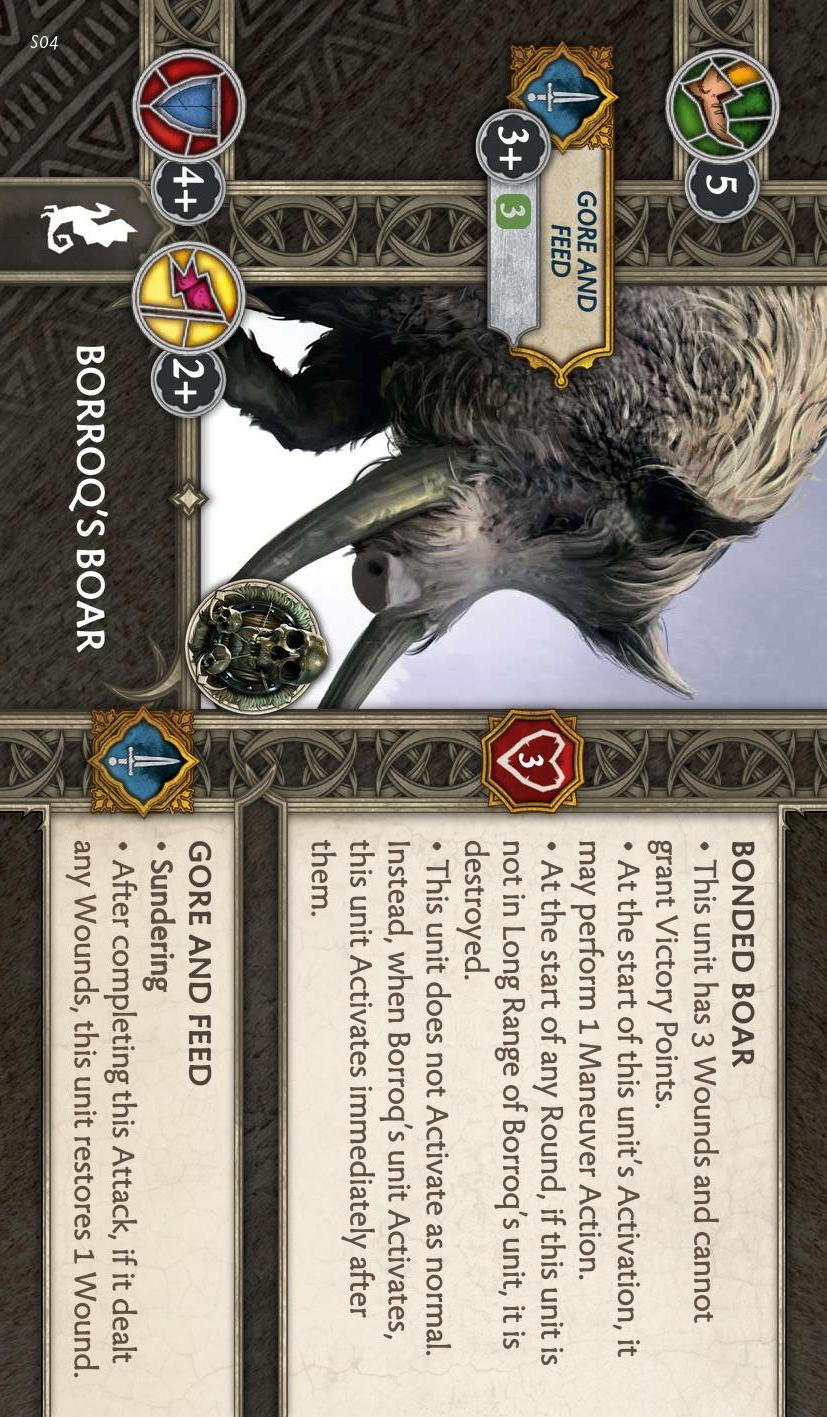 5
GORE AND
FEED
3+
3
4+
2+
BORROQ'S BOAR
S04
3
BONDED BOAR
• This unit has 3 Wounds and cannot
grant Victory Points.
• At the start of this unit's Activation, it
may perform 1 Maneuver Action.
• At the start of any Round, if this unit is
not in Long Range of Borroq's unit, it is
destroyed.
• This unit does not Activate as normal.
Instead, when Borroq's unit Activates,
this unit Activates immediately after
them.
GORE AND FEED
• Sundering
• After completing this Attack, if it dealt
any Wounds, this unit restores 1 Wound.